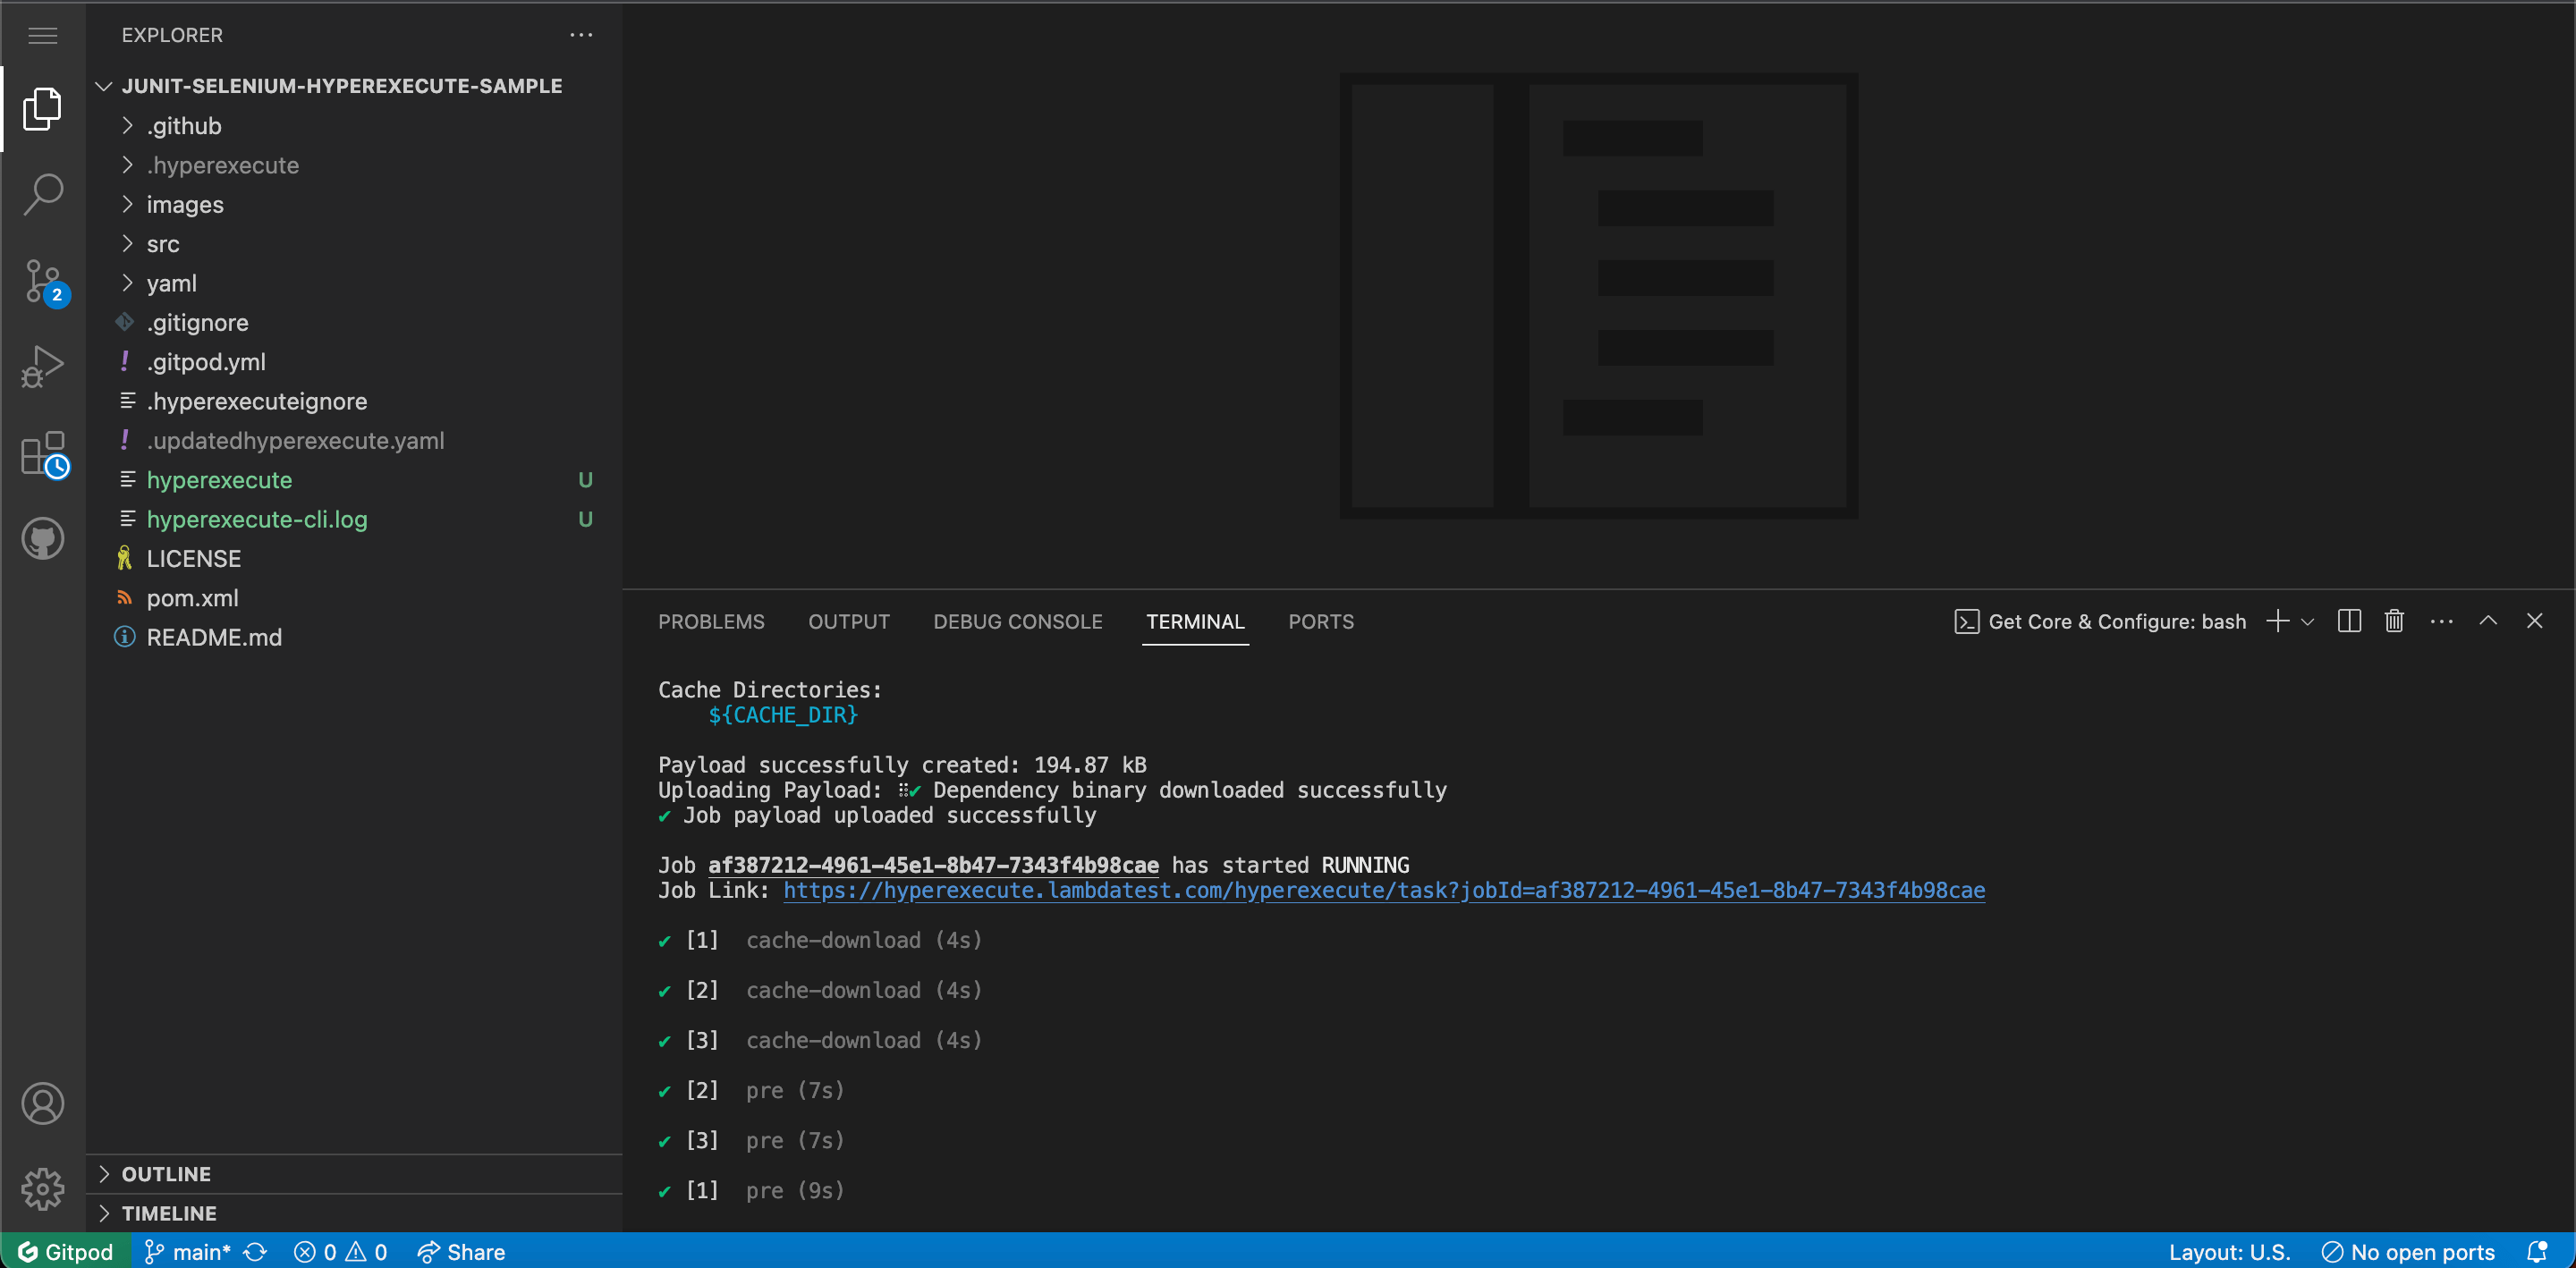 EXPLORER
JUNIT-SELENIUM-HYPEREXECUTE-SAMPLE
.github
.hyperexecute
images
src
yaml
2
.gitignore
! .gitpod.yml
.hyperexecuteignore
! .updatedhyperexecute.yaml
hyperexecute U
hyperexecute-cli.log U
LICENSE
pom.xml
README.md
OUTLINE
TIMELINE
PROBLEMS OUTPUT DEBUG CONSOLE TERMINAL PORTS Get Core & Configure: bash
Cache Directories:
${CACHE_DIR}
Payload successfully created: 194.87 kB
Uploading Payload: ⠿✔ Dependency binary downloaded successfully
✔ Job payload uploaded successfully
Job af387212-4961-45e1-8b47-7343f4b98cae has started RUNNING
Job Link: https://hyperexecute.lambdatest.com/hyperexecute/task?jobId=af387212-4961-45e1-8b47-7343f4b98cae
✔ [1] cache-download (4s)
✔ [2] cache-download (4s)
✔ [3] cache-download (4s)
✔ [2] pre (7s)
✔ [3] pre (7s)
✔ [1] pre (9s)
Gitpod main* 0 0 Share Layout: U.S. No open ports